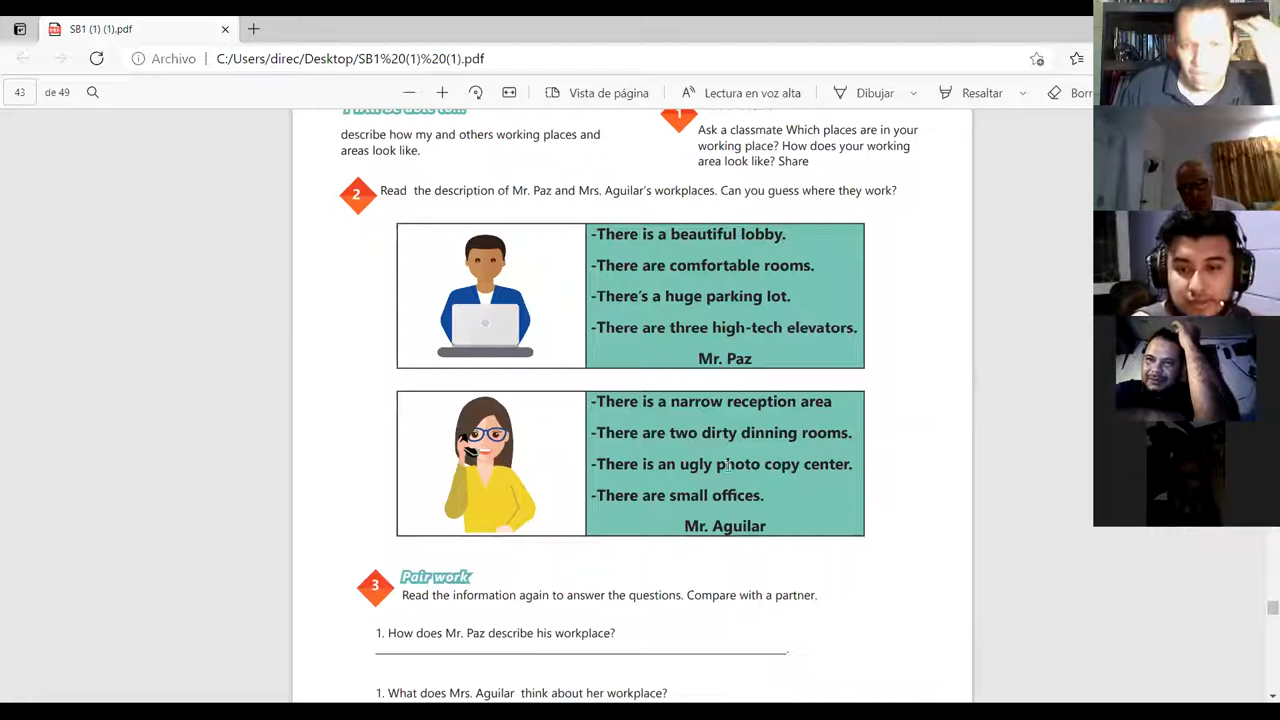 SB1 (1) (1).pdf
Archivo
C:/Users/direc/Desktop/SB1%20(1)%20(1).pdf
43
de 49
Vista de página
Lectura en voz alta
Dibujar
Resaltar
Borr
describe how my and others working places and
areas look like.
1
Ask a classmate Which places are in your
working place? How does your working
area look like? Share
2
Read the description of Mr. Paz and Mrs. Aguilar's workplaces. Can you guess where they work?
-There is a beautiful lobby.
-There are comfortable rooms.
-There's a huge parking lot.
-There are three high-tech elevators.
Mr. Paz
-There is a narrow reception area
-There are two dirty dinning rooms.
-There is an ugly photo copy center.
-There are small offices.
Mr. Aguilar
3
Pair work
Read the information again to answer the questions. Compare with a partner.
1. How does Mr. Paz describe his workplace?
1. What does Mrs. Aguilar think about her workplace?